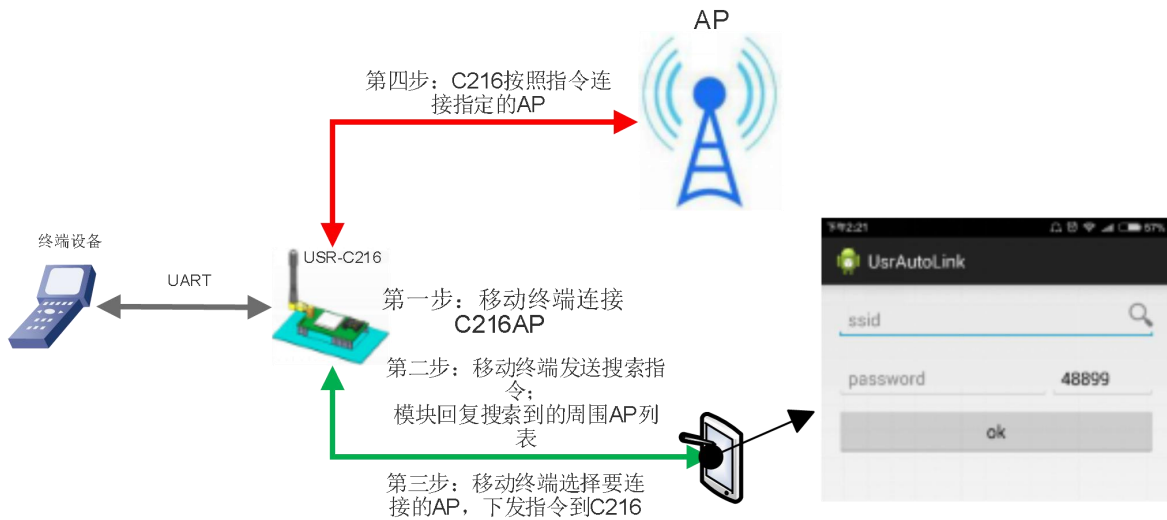 AP
第四步：C216按照指令连
接指定的AP
终端设备
UART
USR-C216
第一步：移动终端连接
C216AP
第二步：移动终端发送搜索指
令；
模块回复搜索到的周围AP列
表
第三步：移动终端选择要连
接的AP，下发指令到C216
下午2:21
67%
UsrAutoLink
ssid
password
48899
ok